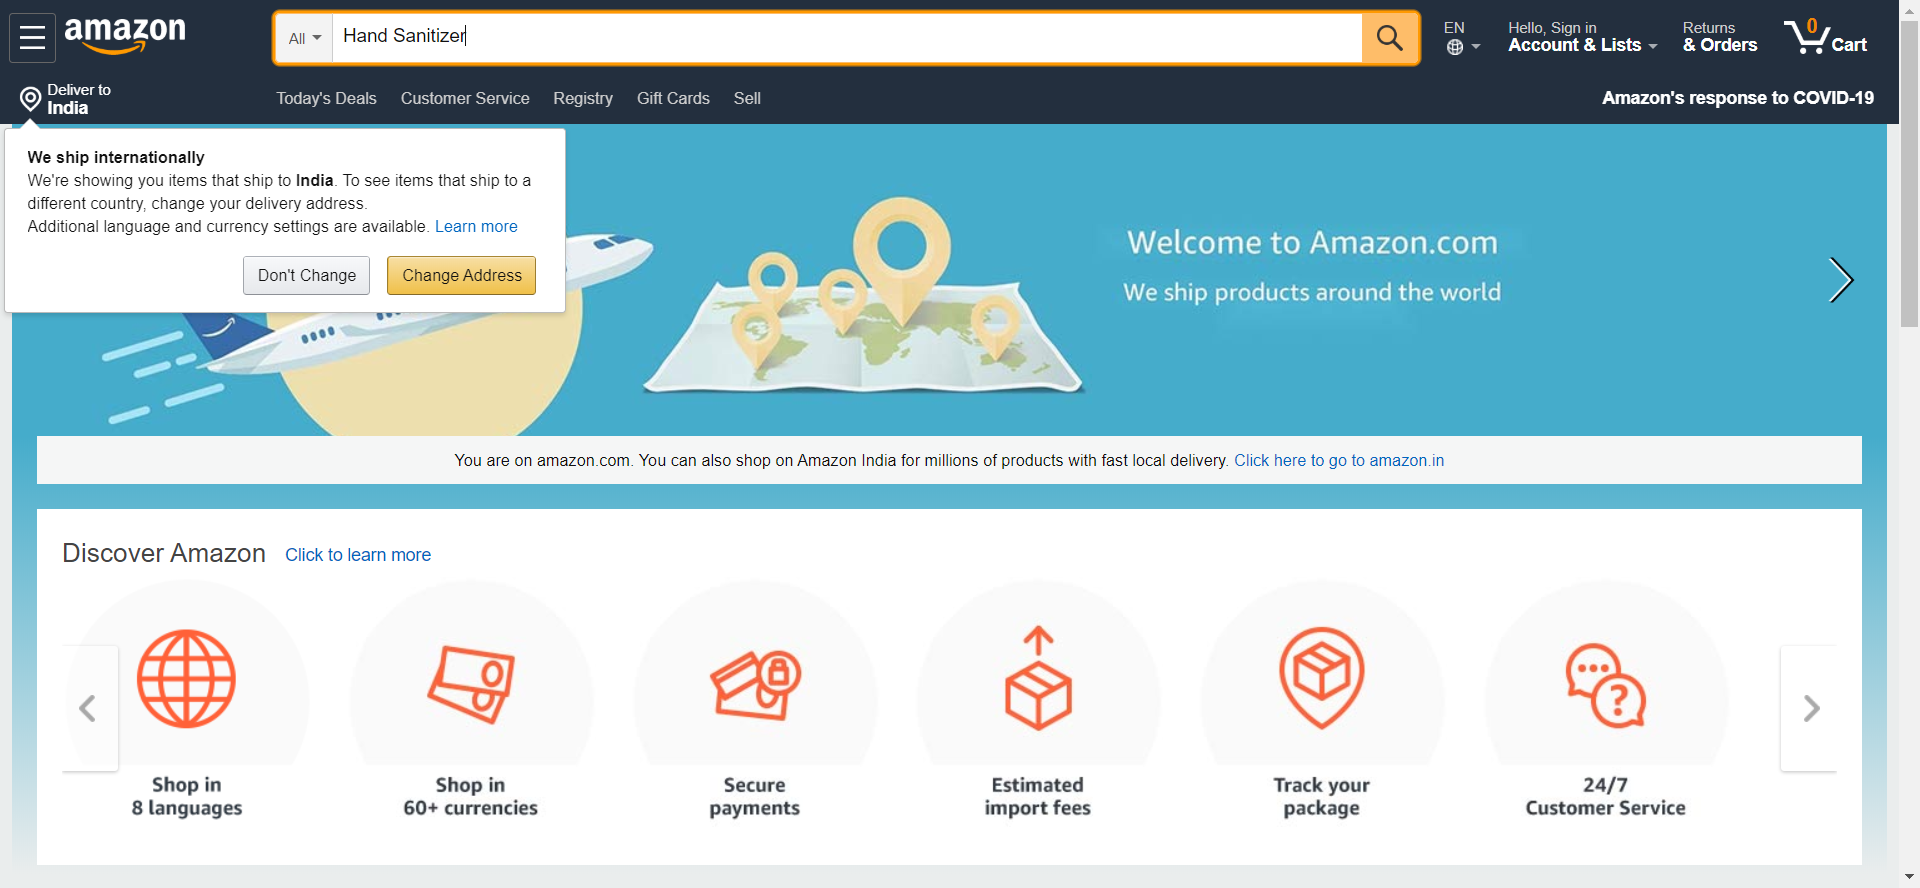 amazon
All
Hand Sanitizer
EN
Hello, Sign in
Account & Lists
Returns
& Orders
0
Cart
Deliver to
India
Today's Deals
Customer Service
Registry
Gift Cards
Sell
Amazon's response to COVID-19
We ship internationally
We're showing you items that ship to India. To see items that ship to a
different country, change your delivery address.
Additional language and currency settings are available. Learn more
Don't Change
Change Address
Welcome to Amazon.com
We ship products around the world
You are on amazon.com. You can also shop on Amazon India for millions of products with fast local delivery. Click here to go to amazon.in
Discover Amazon
Click to learn more
Shop in
8 languages
Shop in
60+ currencies
Secure
payments
Estimated
import fees
Track your
package
24/7
Customer Service